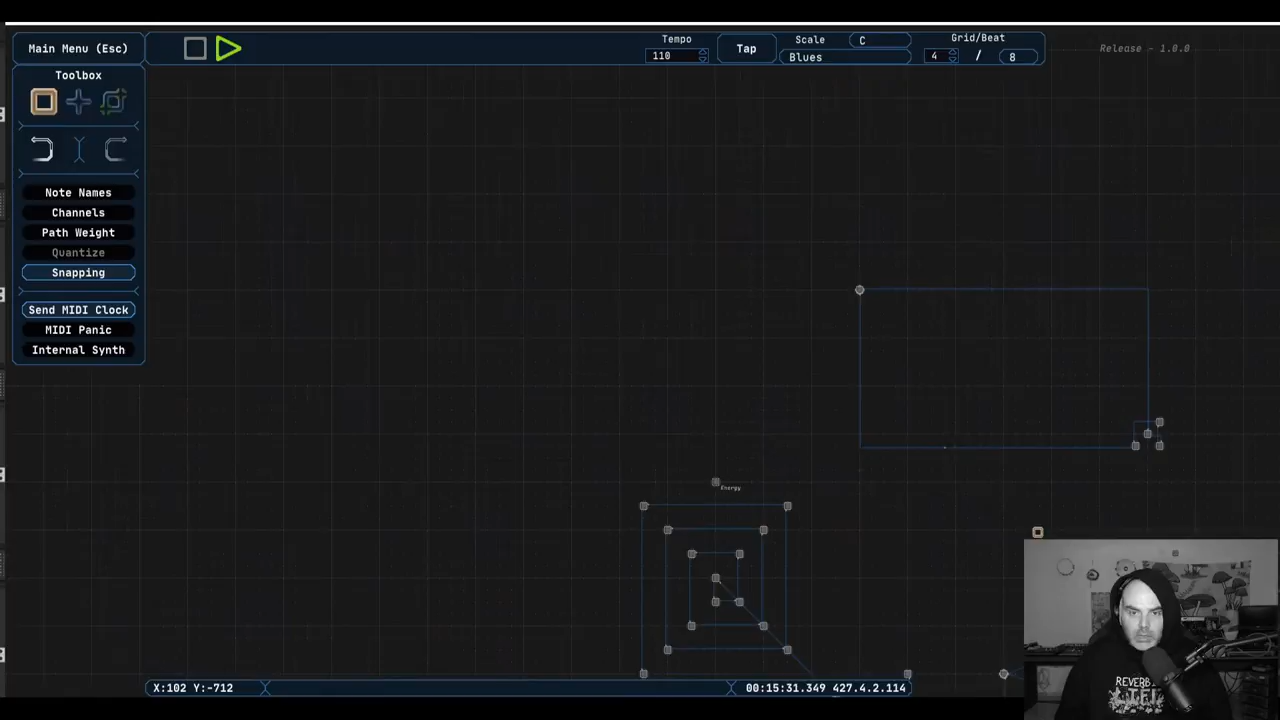 Main Menu (Esc)
Tempo
110
Tap
Scale
C
Blues
Grid/Beat
4 / 8
Release - 1.0.0
Toolbox
Note Names
Channels
Path Weight
Quantize
Snapping
Send MIDI Clock
MIDI Panic
Internal Synth
Energy
X:102 Y:-712
00:15:31.349 427.4.2.114